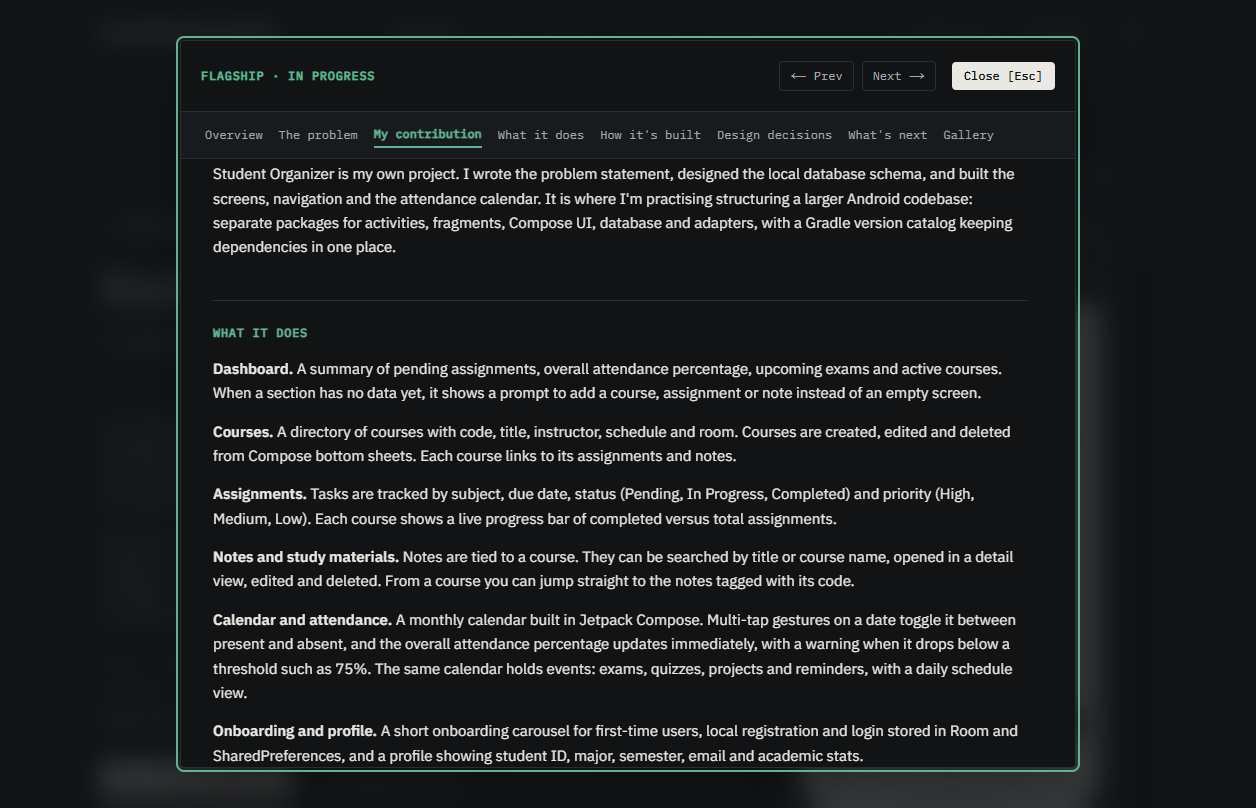 FLAGSHIP · IN PROGRESS
← Prev
Next →
Close [Esc]
Overview
The problem
My contribution
What it does
How it's built
Design decisions
What's next
Gallery
Student Organizer is my own project. I wrote the problem statement, designed the local database schema, and built the
screens, navigation and the attendance calendar. It is where I'm practising structuring a larger Android codebase:
separate packages for activities, fragments, Compose UI, database and adapters, with a Gradle version catalog keeping
dependencies in one place.
WHAT IT DOES
Dashboard. A summary of pending assignments, overall attendance percentage, upcoming exams and active courses.
When a section has no data yet, it shows a prompt to add a course, assignment or note instead of an empty screen.
Courses. A directory of courses with code, title, instructor, schedule and room. Courses are created, edited and deleted
from Compose bottom sheets. Each course links to its assignments and notes.
Assignments. Tasks are tracked by subject, due date, status (Pending, In Progress, Completed) and priority (High,
Medium, Low). Each course shows a live progress bar of completed versus total assignments.
Notes and study materials. Notes are tied to a course. They can be searched by title or course name, opened in a detail
view, edited and deleted. From a course you can jump straight to the notes tagged with its code.
Calendar and attendance. A monthly calendar built in Jetpack Compose. Multi-tap gestures on a date toggle it between
present and absent, and the overall attendance percentage updates immediately, with a warning when it drops below a
threshold such as 75%. The same calendar holds events: exams, quizzes, projects and reminders, with a daily schedule
view.
Onboarding and profile. A short onboarding carousel for first-time users, local registration and login stored in Room and
SharedPreferences, and a profile showing student ID, major, semester, email and academic stats.